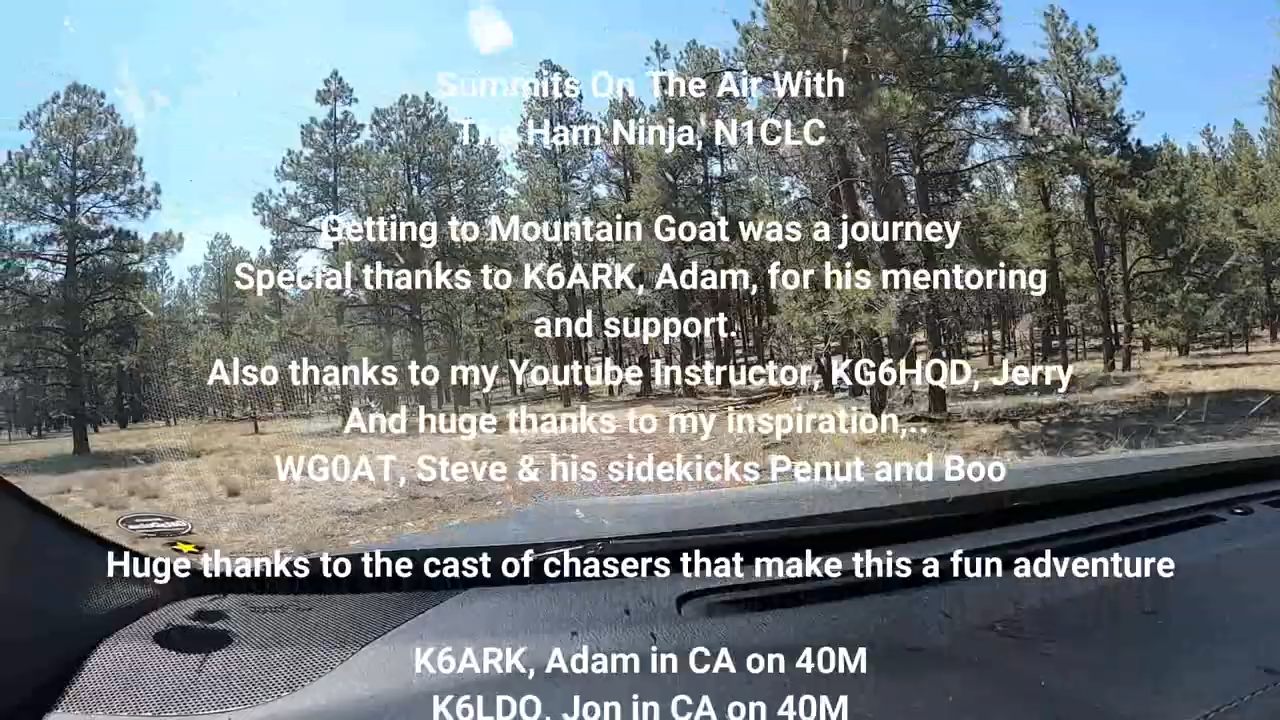 Summits On The Air With
The Ham Ninja, N1CLC
Getting to Mountain Goat was a journey
Special thanks to K6ARK, Adam, for his mentoring
and support.
Also thanks to my Youtube Instructor, KG6HQD, Jerry
And huge thanks to my inspiration,..
WG0AT, Steve & his sidekicks Penut and Boo
Huge thanks to the cast of chasers that make this a fun adventure
K6ARK, Adam in CA on 40M
K6LDO, Jon in CA on 40M